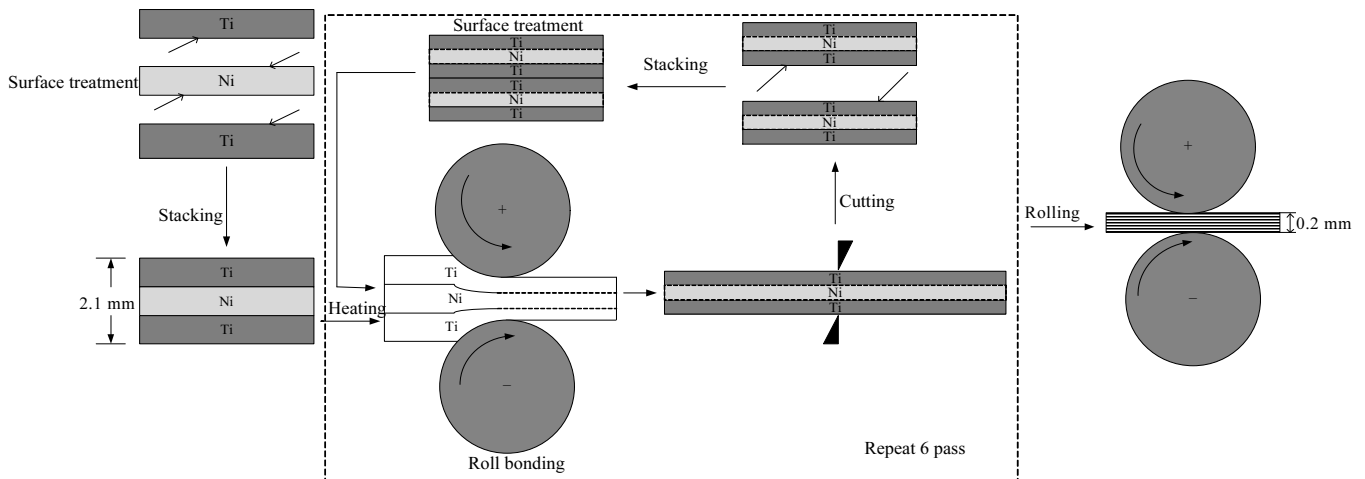 Ti
Surface treatment
Ni
Ti
Stacking
Ti
2.1 mm
Ni
Ti
Heating
Surface treatment
Ti
Ni
Ti
Ti
Ni
Ti
Stacking
Ti
Ni
Ti
Ti
Ni
Ti
Cutting
+
Ti
Ni
Ti
−
Roll bonding
Ti
Ni
Ti
Repeat 6 pass
Rolling
+
0.2 mm
−